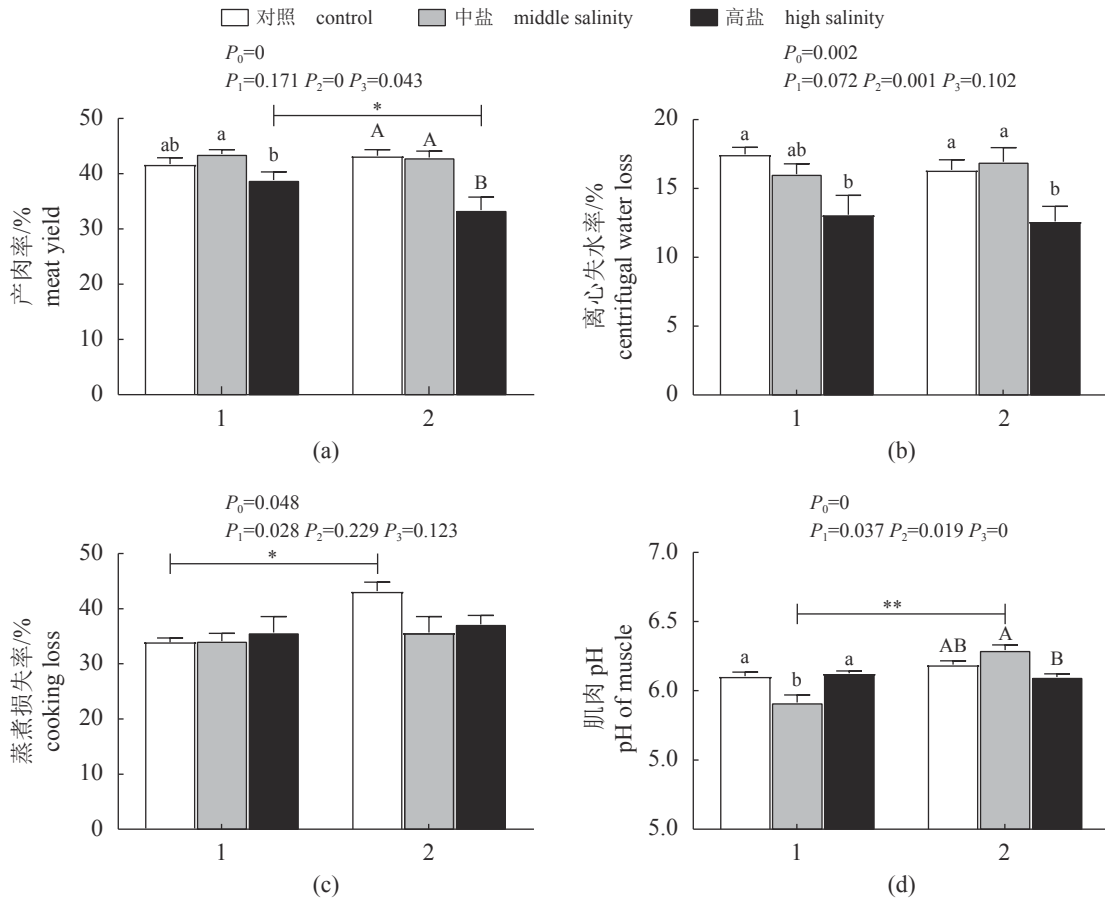 对照 control 中盐 middle salinity 高盐 high salinity
P₀=0
P₁=0.171 P₂=0 P₃=0.043
*
50
40
30
20
10
0
产肉率/%
meat yield
ab a b A A B
1 2
(a)
P₀=0.002
P₁=0.072 P₂=0.001 P₃=0.102
20
15
10
5
0
离心失水率/%
centrifugal water loss
a ab b a a b
1 2
(b)
P₀=0.048
P₁=0.028 P₂=0.229 P₃=0.123
*
50
40
30
20
10
0
蒸煮损失率/%
cooking loss
1 2
(c)
P₀=0
P₁=0.037 P₂=0.019 P₃=0
**
7.0
6.5
6.0
5.0
5.0
肌肉 pH
pH of muscle
a b a AB A B
1 2
(d)